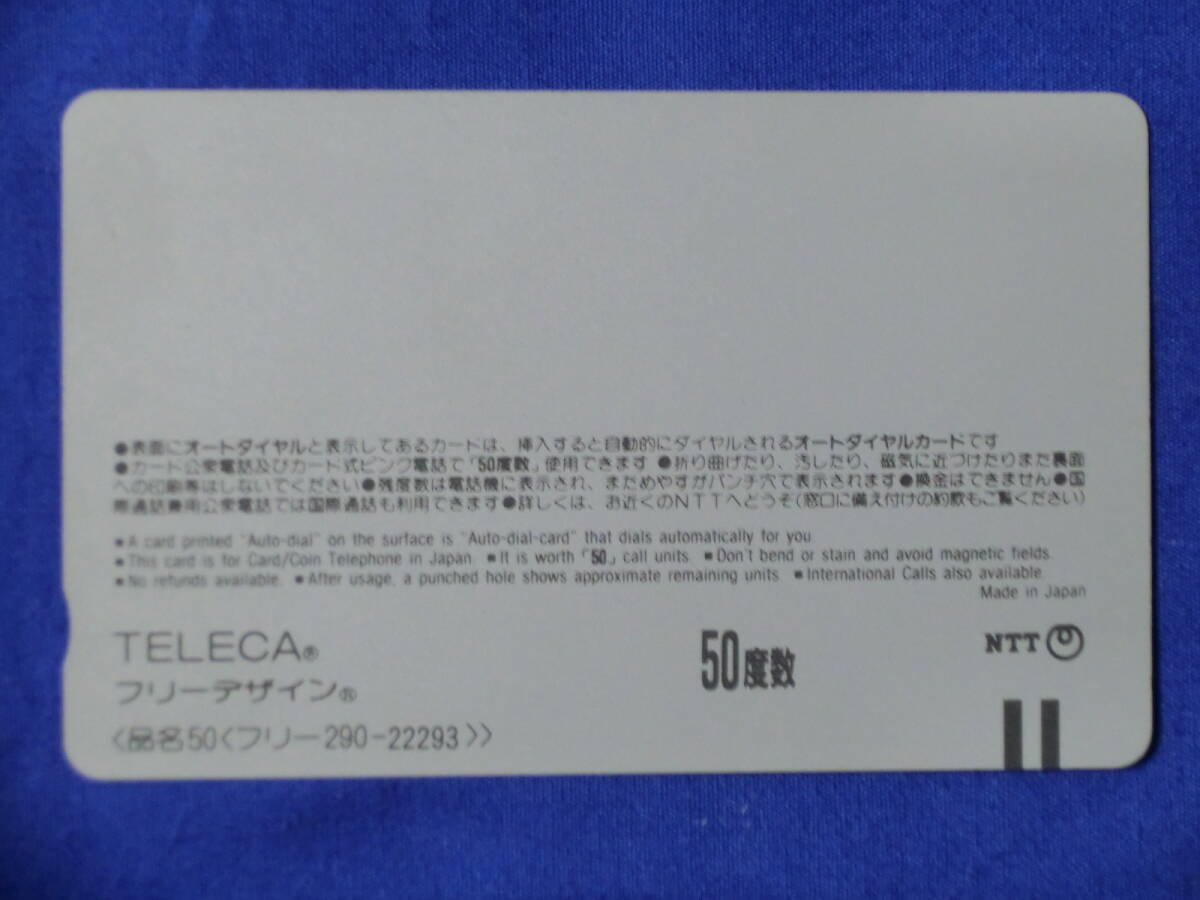 ●表面にオートダイヤルと表示してあるカードは、挿入すると自動的にダイヤルされるオートダイヤルカードです
●カード公衆電話及びカード式ピンク電話で「50度数」使用できます ●折り曲げたり、汚したり、磁気に近づけたりまた裏面
への印刷等はしないでください●残度数は電話機に表示され、まためやすがパンチ穴で表示されます●換金はできません●国
際通話兼用公衆電話では国際通話も利用できます●詳しくは、お近くのNTTへどうぞ(窓口に備え付けの約款もご覧ください)
■A card printed "Auto-dial" on the surface is "Auto-dial-card" that dials automatically for you.
■This card is for Card/Coin Telephone in Japan. ■It is worth「50」call units. ■Don't bend or stain and avoid magnetic fields.
■No refunds available. ■After usage, a punched hole shows approximate remaining units. ■International Calls also available.
Made in Japan
TELECA®
フリーデザイン®
50度数
NTT
〈品名50〈フリー290-22293〉〉